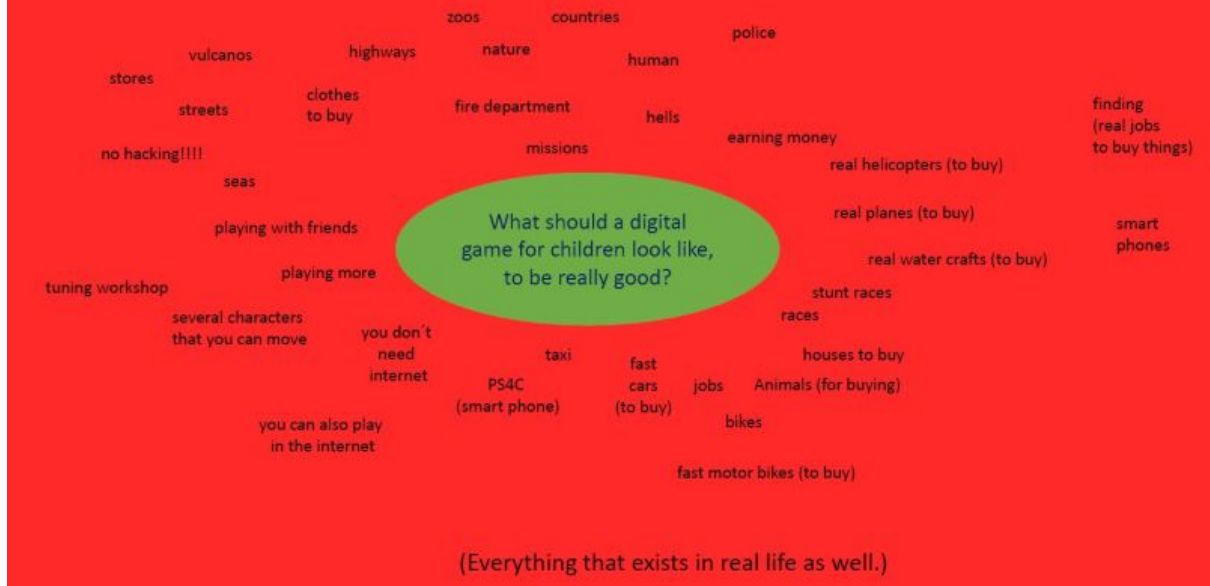 zoos
countries
police
vulcanos
highways
nature
human
stores
clothes
to buy
streets
fire department
hells
finding
(real jobs
to buy things)
earning money
no hacking!!!!
missions
real helicopters (to buy)
seas
What should a digital
game for children look like,
to be really good?
real planes (to buy)
smart
phones
playing with friends
real water crafts (to buy)
playing more
tuning workshop
stunt races
races
several characters
that you can move
you don´t
need
internet
taxi
houses to buy
fast
cars
(to buy)
PS4C
(smart phone)
jobs
Animals (for buying)
bikes
you can also play
in the internet
fast motor bikes (to buy)
(Everything that exists in real life as well.)